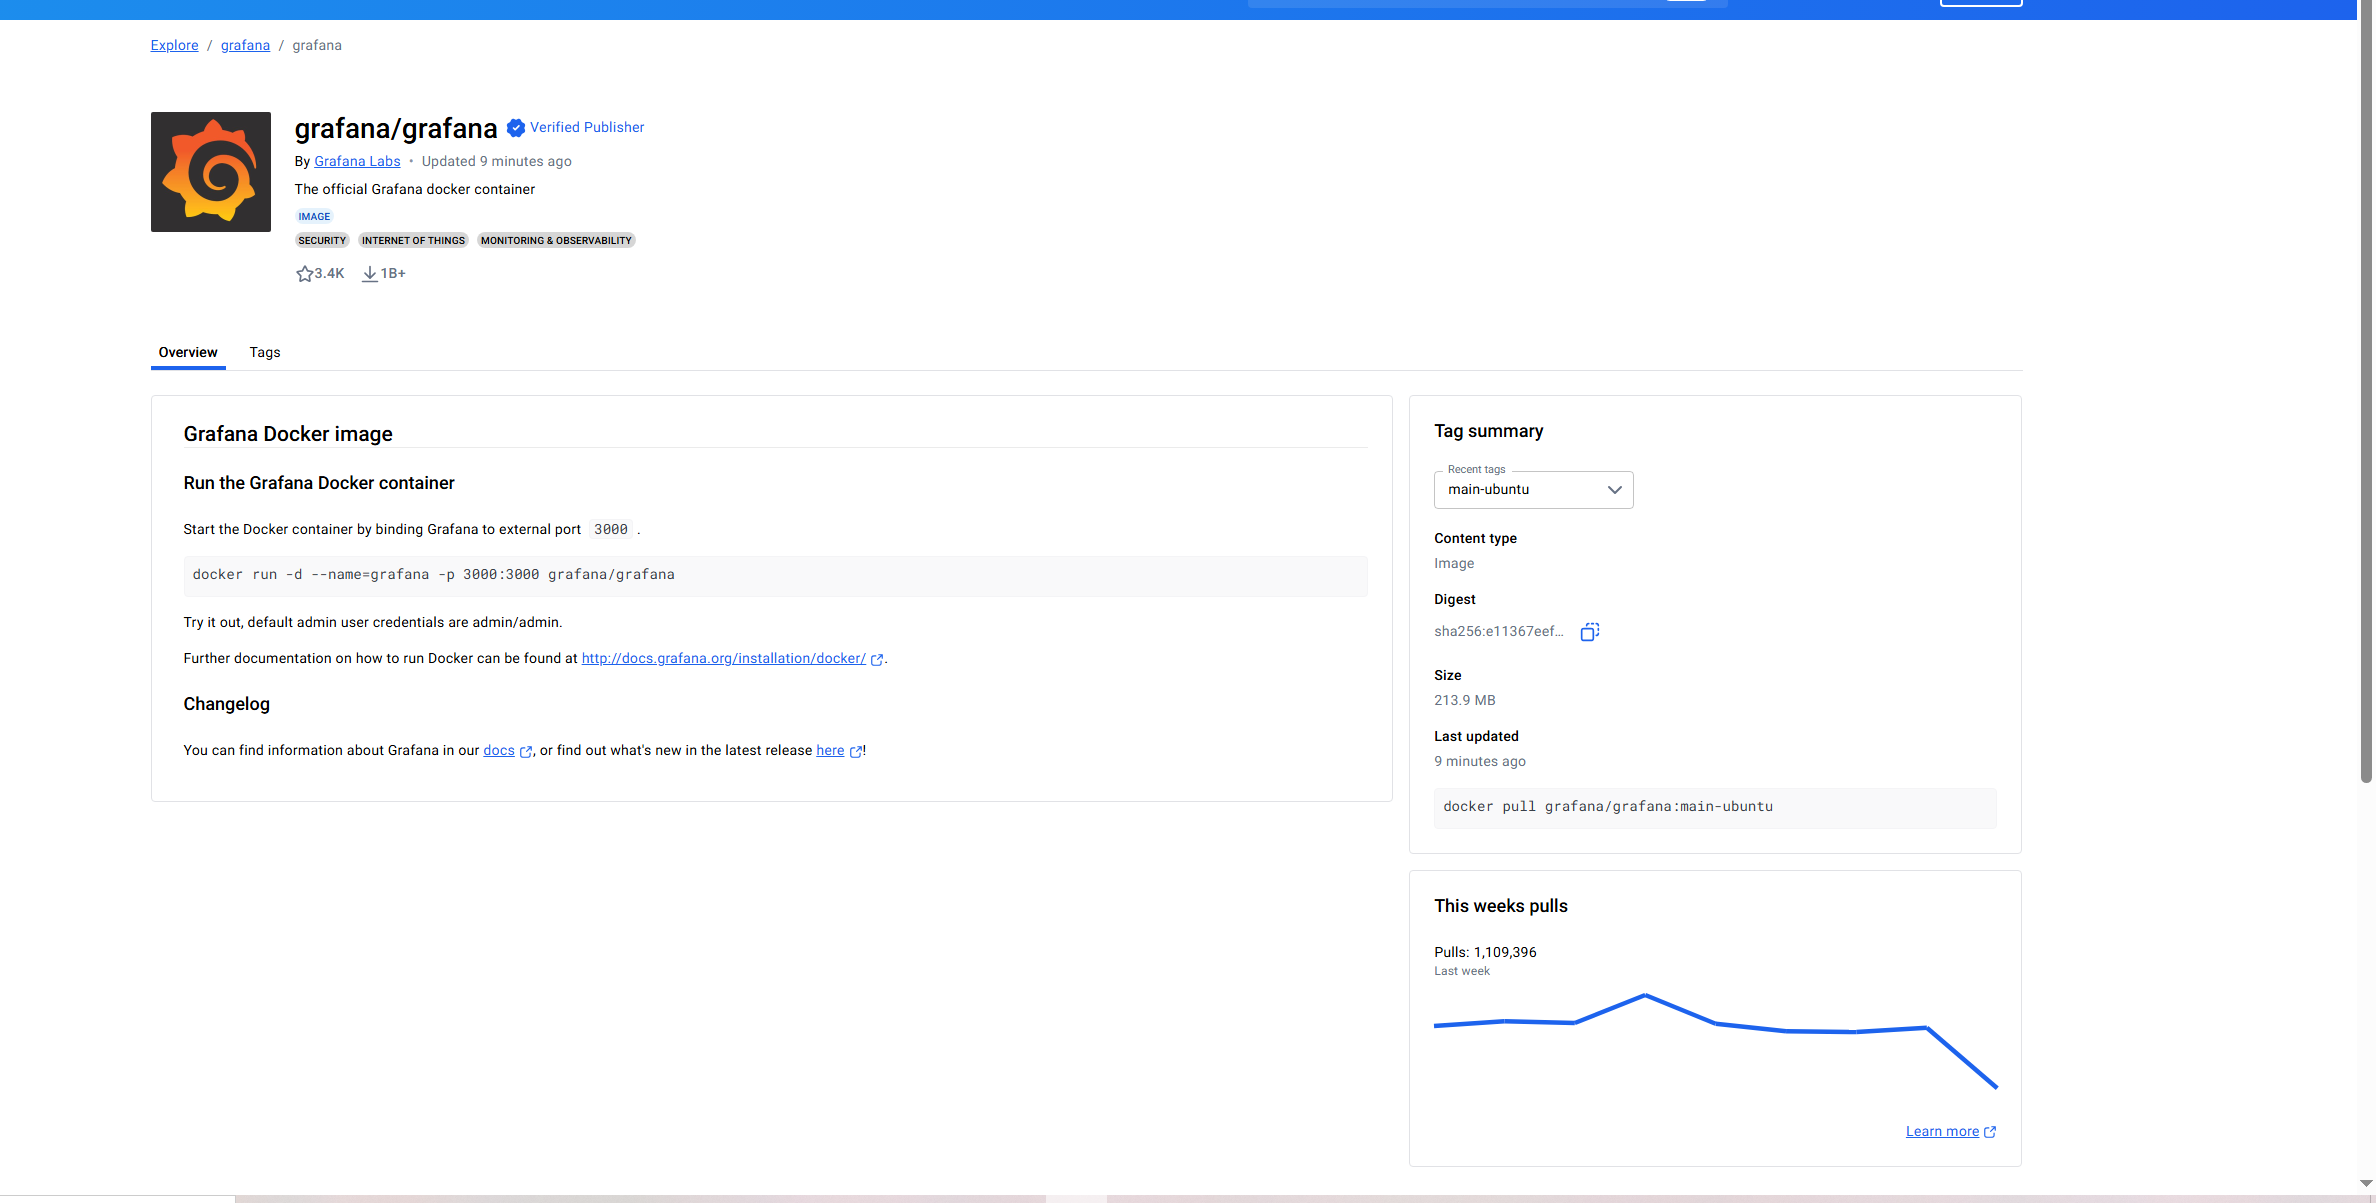 Explore / grafana / grafana
grafana/grafana Verified Publisher
By Grafana Labs • Updated 9 minutes ago
The official Grafana docker container
IMAGE
SECURITY INTERNET OF THINGS MONITORING & OBSERVABILITY
3.4K 1B+
Overview Tags
Grafana Docker image
Run the Grafana Docker container
Start the Docker container by binding Grafana to external port 3000 .
docker run -d --name=grafana -p 3000:3000 grafana/grafana
Try it out, default admin user credentials are admin/admin.
Further documentation on how to run Docker can be found at http://docs.grafana.org/installation/docker/ .
Changelog
You can find information about Grafana in our docs , or find out what's new in the latest release here !
Tag summary
Recent tags
main-ubuntu
Content type
Image
Digest
sha256:e11367eef...
Size
213.9 MB
Last updated
9 minutes ago
docker pull grafana/grafana:main-ubuntu
This weeks pulls
Pulls: 1,109,396
Last week
Learn more